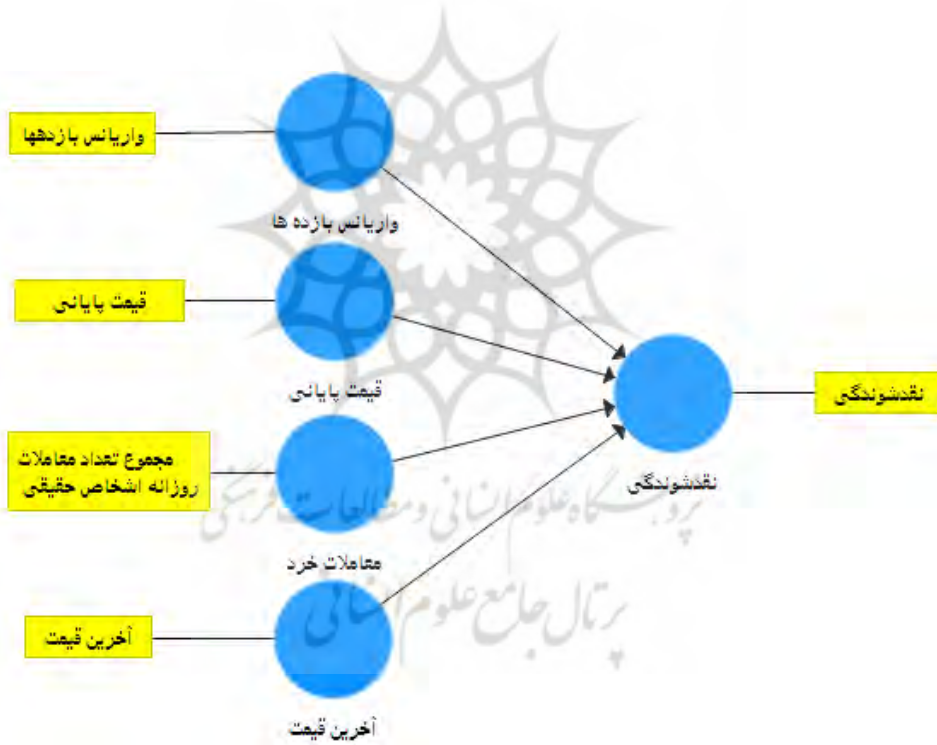 واریانس بازدهها
واریانس بازده ها
قیمت پایانی
قیمت پایانی
مجموع تعداد معاملات
روزانه اشخاص حقیقی
معاملات خرد
آخرین قیمت
آخرین قیمت
نقدشوندگی
نقدشوندگی
پژوهشگاه علوم انسانی و مطالعات فرهنگی
پرتال جامع علوم انسانی